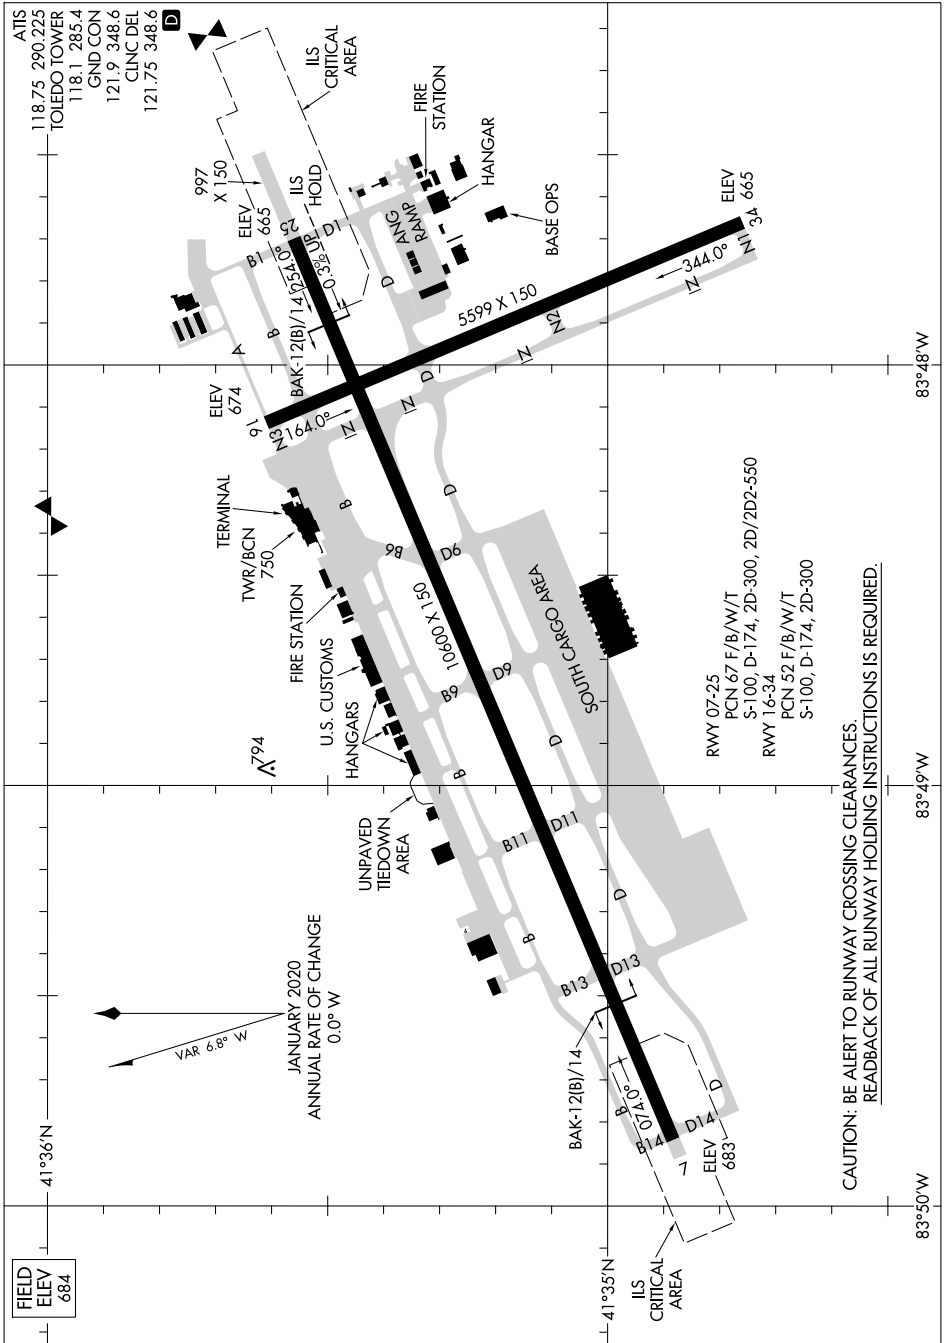 ATIS
118.75 290.225
TOLEDO TOWER
118.1 285.4
GND CON
121.9 348.6
CLNC DEL
121.75 348.6
D
FIELD
ELEV
684
41°36'N
41°35'N
83°48'W
83°49'W
83°50'W
VAR 6.8° W
JANUARY 2020
ANNUAL RATE OF CHANGE
0.0° W
794
ILS
CRITICAL
AREA
997
X 150
ELEV
665
25
ILS
HOLD
FIRE
STATION
HANGAR
BASE OPS
ANG
RAMP
B1
D1
254.0°
0.3% UP
BAK-12(B)/14
A
B
D
ELEV
674
16
N3
164.0°
N
N
D
5599 X 150
N
N2
N
344.0°
N
N1
34
ELEV
665
TERMINAL
TWR/BCN
750
FIRE STATION
U.S. CUSTOMS
HANGARS
UNPAVED
TIEDOWN
AREA
B
D
B6
D6
10600 X 150
B9
D9
SOUTH CARGO AREA
B
D
B11
D11
B
D
B13
D13
BAK-12(B)/14
B
074.0°
D
B14
D14
7
ELEV
683
ILS
CRITICAL
AREA
RWY 07-25
PCN 67 F/B/W/T
S-100, D-174, 2D-300, 2D/2D2-550
RWY 16-34
PCN 52 F/B/W/T
S-100, D-174, 2D-300
CAUTION: BE ALERT TO RUNWAY CROSSING CLEARANCES.
READBACK OF ALL RUNWAY HOLDING INSTRUCTIONS IS REQUIRED.